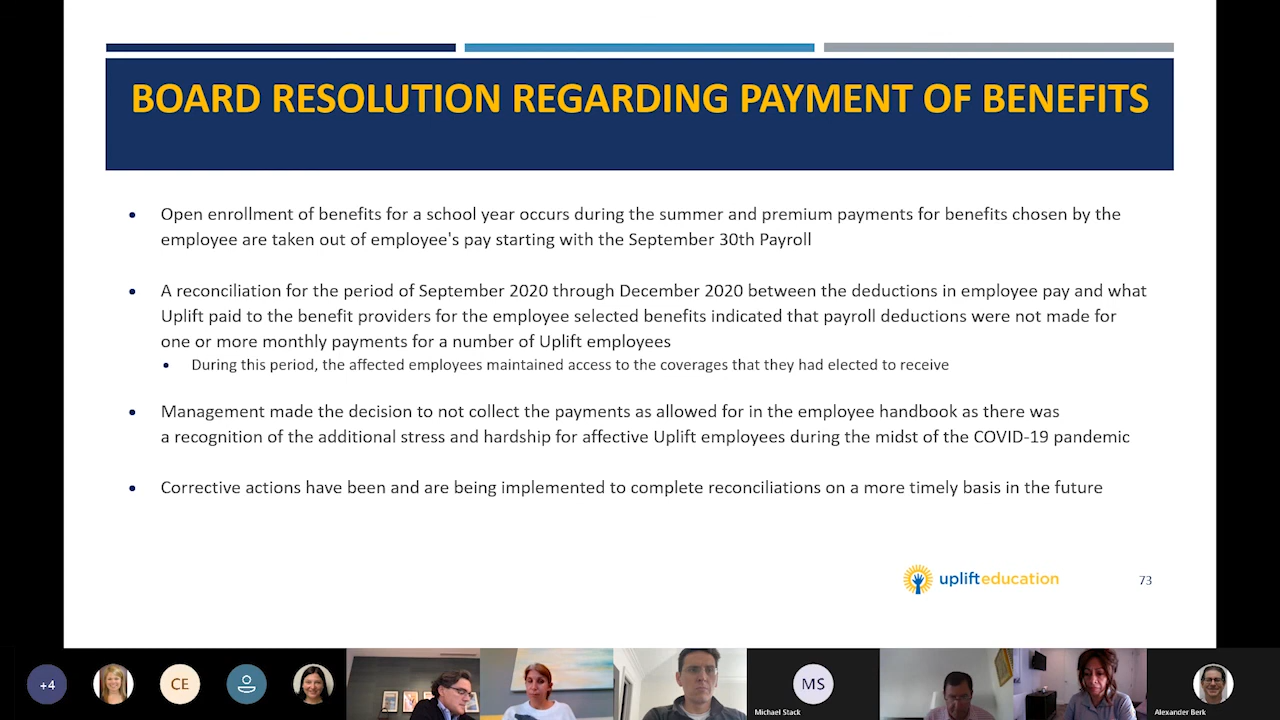 BOARD RESOLUTION REGARDING PAYMENT OF BENEFITS
• Open enrollment of benefits for a school year occurs during the summer and premium payments for benefits chosen by the
employee are taken out of employee's pay starting with the September 30th Payroll
• A reconciliation for the period of September 2020 through December 2020 between the deductions in employee pay and what
Uplift paid to the benefit providers for the employee selected benefits indicated that payroll deductions were not made for
one or more monthly payments for a number of Uplift employees
• During this period, the affected employees maintained access to the coverages that they had elected to receive
• Management made the decision to not collect the payments as allowed for in the employee handbook as there was
a recognition of the additional stress and hardship for affective Uplift employees during the midst of the COVID-19 pandemic
• Corrective actions have been and are being implemented to complete reconciliations on a more timely basis in the future
uplifteducation
73
+4
CE
MS
Michael Stack
Alexander Berk